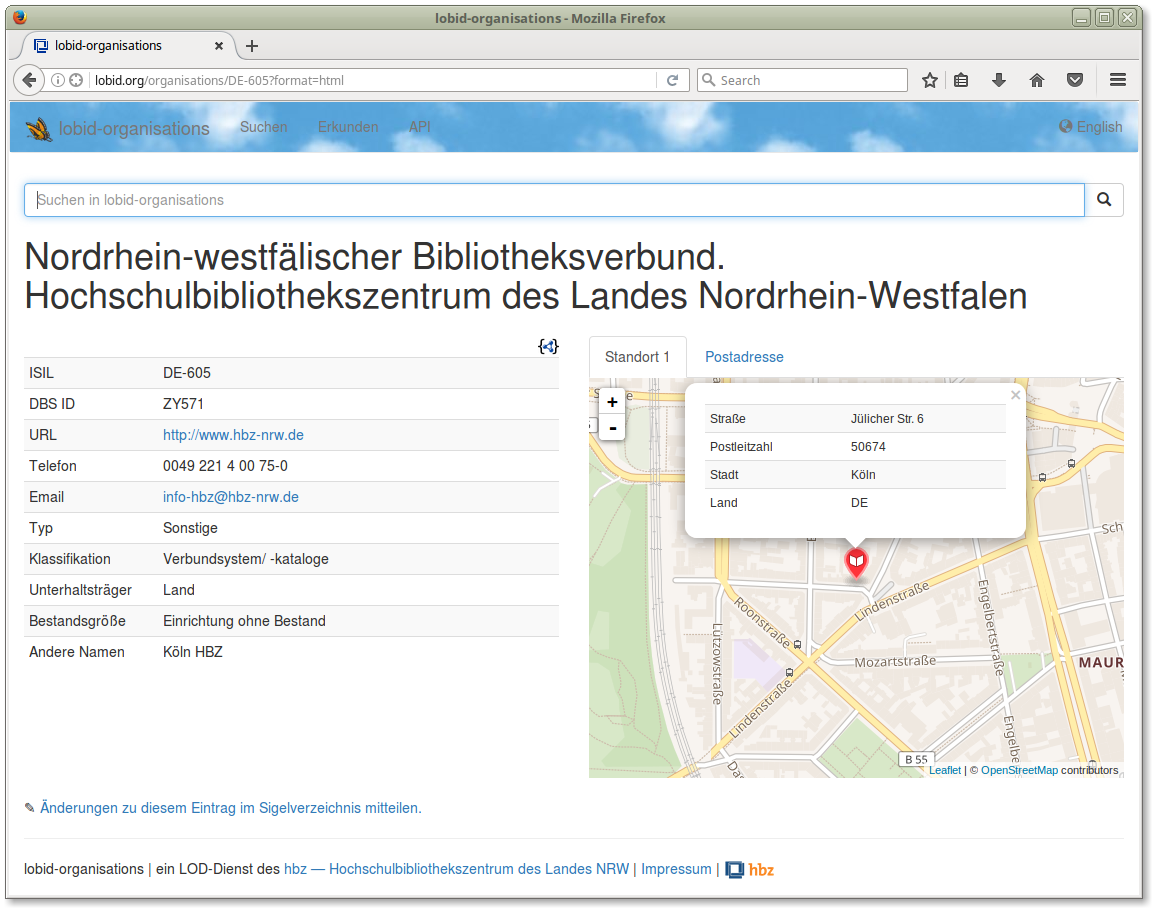 lobid-organisations - Mozilla Firefox
lobid-organisations
lobid.org/organisations/DE-605?format=html
Search
lobid-organisations Suchen Erkunden API English
Suchen in lobid-organisations
Nordrhein-westfälischer Bibliotheksverbund.
Hochschulbibliothekszentrum des Landes Nordrhein-Westfalen
ISIL DE-605
DBS ID ZY571
URL http://www.hbz-nrw.de
Telefon 0049 221 4 00 75-0
Email info-hbz@hbz-nrw.de
Typ Sonstige
Klassifikation Verbundsystem/ -kataloge
Unterhaltsträger Land
Bestandsgröße Einrichtung ohne Bestand
Andere Namen Köln HBZ
Standort 1 Postadresse
+
-
Straße Jülicher Str. 6
Postleitzahl 50674
Stadt Köln
Land DE
×
Sch
Lindenstraße
Engelbertstraße
Roonstraße
Lützowstraße
Mozartstraße
MAUR
Lindenstraße
Engelbe
B 55
Da
Leaflet | © OpenStreetMap contributors
✎ Änderungen zu diesem Eintrag im Sigelverzeichnis mitteilen.
lobid-organisations | ein LOD-Dienst des hbz — Hochschulbibliothekszentrum des Landes NRW | Impressum | hbz